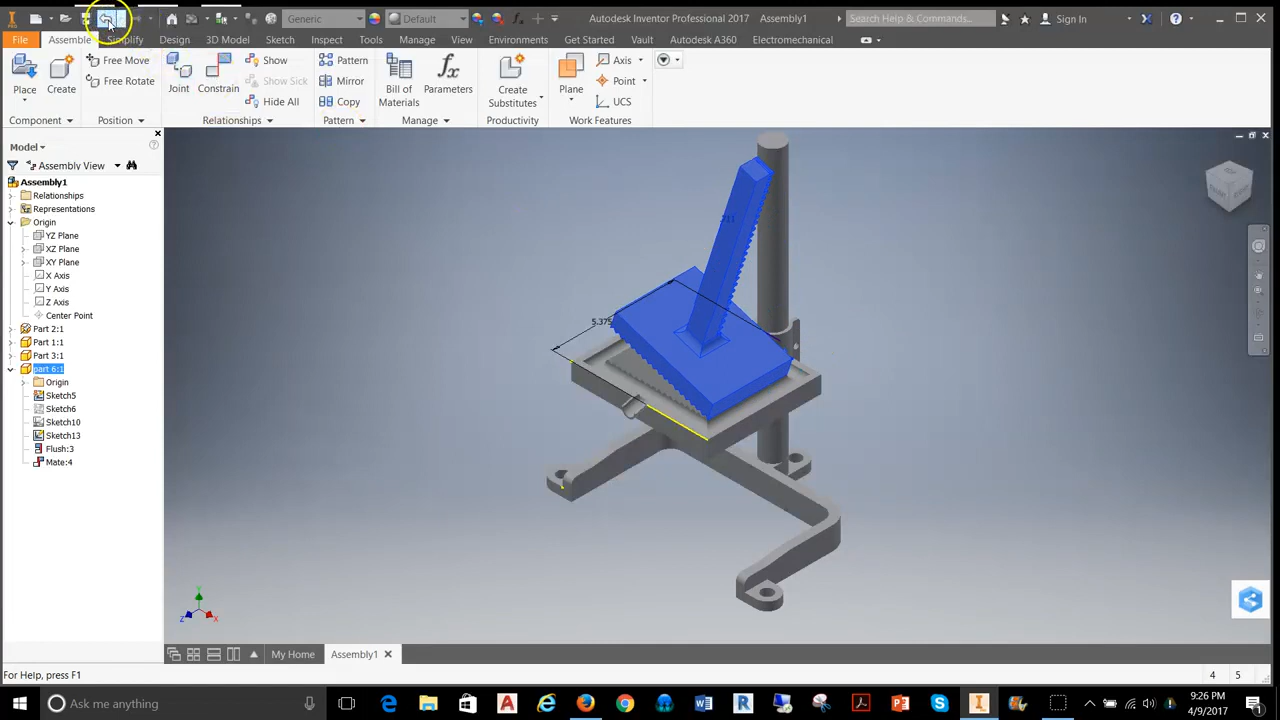 Generic
Default
Autodesk Inventor Professional 2017 Assembly1
Search Help & Commands...
Sign In
File Assemble Simplify Design 3D Model Sketch Inspect Tools Manage View Environments Get Started Vault Autodesk A360 Electromechanical
Place
Create
Component
Free Move
Free Rotate
Position
Joint
Constrain
Show
Show Sick
Hide All
Relationships
Pattern
Mirror
Copy
Pattern
Bill of
Materials
Parameters
Manage
Create
Substitutes
Productivity
Plane
Axis
Point
UCS
Work Features
Model
Assembly View
Assembly1
Relationships
Representations
Origin
YZ Plane
XZ Plane
XY Plane
X Axis
Y Axis
Z Axis
Center Point
Part 2:1
Part 1:1
Part 3:1
part 6:1
Origin
Sketch5
Sketch6
Sketch10
Sketch13
Flush:3
Mate:4
5.375
My Home
Assembly1
For Help, press F1
4 5
Ask me anything
9:26 PM
4/9/2017